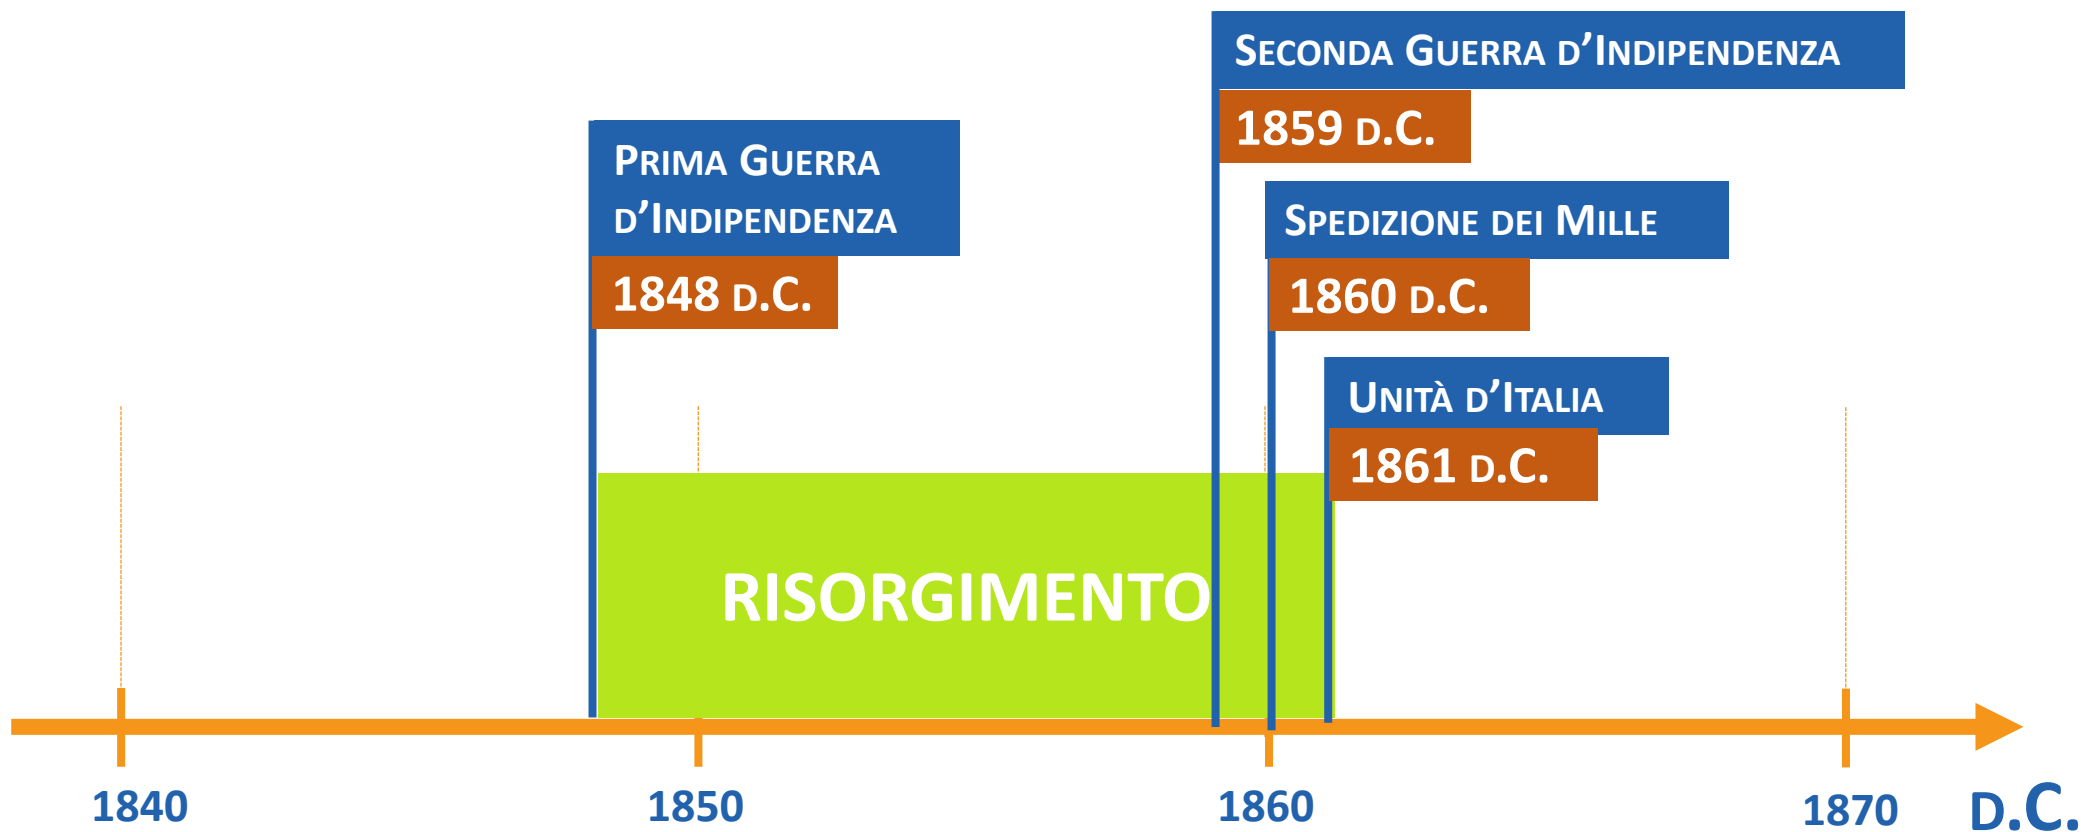 SECONDA GUERRA D’INDIPENDENZA
1859 D.C.
PRIMA GUERRA
D’INDIPENDENZA
1848 D.C.
SPEDIZIONE DEI MILLE
1860 D.C.
UNITÀ D’ITALIA
1861 D.C.
RISORGIMENTO
1840
1850
1860
1870
D.C.